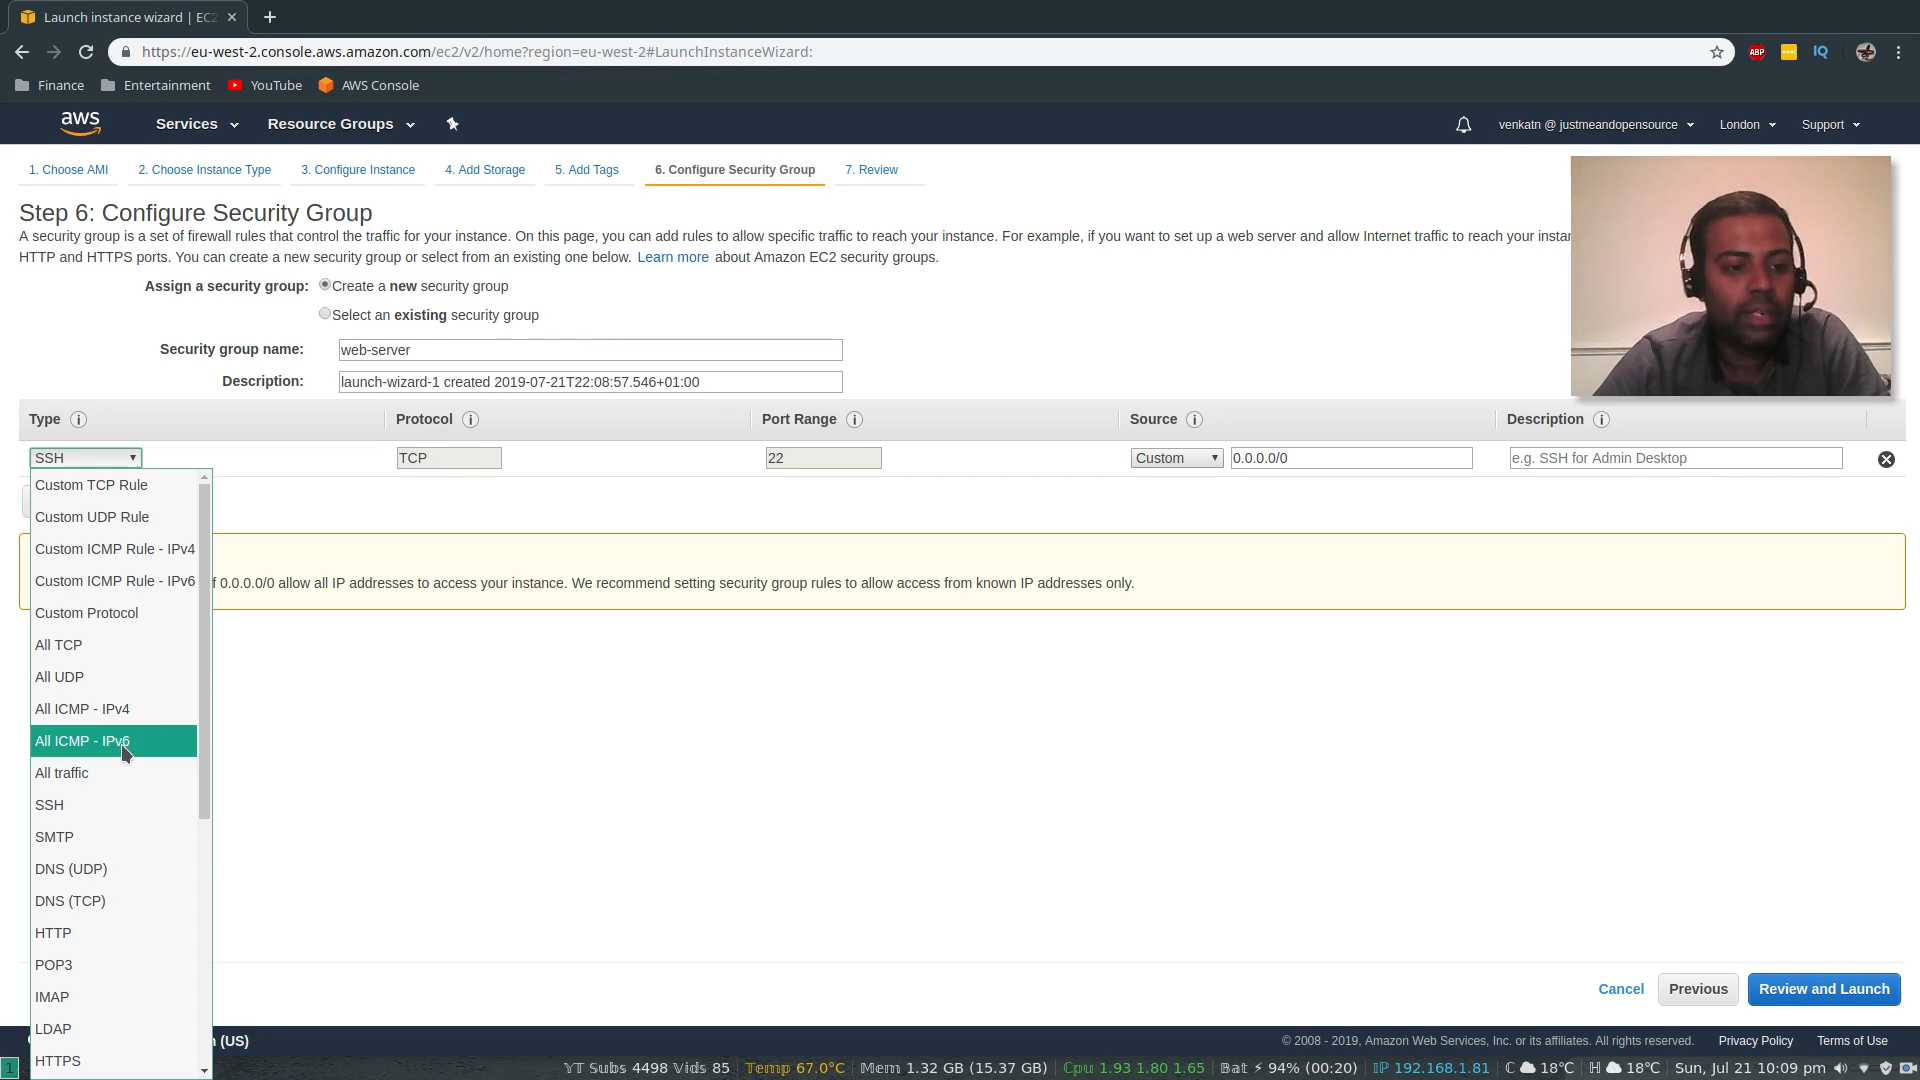 Launch instance wizard | EC
https://eu-west-2.console.aws.amazon.com/ec2/v2/home?region=eu-west-2#LaunchInstanceWizard:
ABP
IQ
Finance Entertainment YouTube AWS Console
aws Services Resource Groups venkatn @ justmeandopensource London Support
1. Choose AMI 2. Choose Instance Type 3. Configure Instance 4. Add Storage 5. Add Tags 6. Configure Security Group 7. Review
Step 6: Configure Security Group
A security group is a set of firewall rules that control the traffic for your instance. On this page, you can add rules to allow specific traffic to reach your instance. For example, if you want to set up a web server and allow Internet traffic to reach your instan
HTTP and HTTPS ports. You can create a new security group or select from an existing one below. Learn more about Amazon EC2 security groups.
Assign a security group: Create a new security group
Select an existing security group
Security group name: web-server
Description: launch-wizard-1 created 2019-07-21T22:08:57.546+01:00
Type Protocol Port Range Source Description
SSH TCP 22 Custom 0.0.0.0/0 e.g. SSH for Admin Desktop
Custom TCP Rule
Custom UDP Rule
Custom ICMP Rule - IPv4
Custom ICMP Rule - IPv6
f 0.0.0.0/0 allow all IP addresses to access your instance. We recommend setting security group rules to allow access from known IP addresses only.
Custom Protocol
All TCP
All UDP
All ICMP - IPv4
All ICMP - IPv6
All traffic
SSH
SMTP
DNS (UDP)
DNS (TCP)
HTTP
POP3
IMAP
LDAP
HTTPS
Cancel Previous Review and Launch
(US) © 2008 - 2019, Amazon Web Services, Inc. or its affiliates. All rights reserved. Privacy Policy Terms of Use
1 YT Subs 4498 Vids 85 Temp 67.0°C Mem 1.32 GB (15.37 GB) Cpu 1.93 1.80 1.65 Bat ⚡ 94% (00:20) IP 192.168.1.81 C 18°C H 18°C Sun, Jul 21 10:09 pm